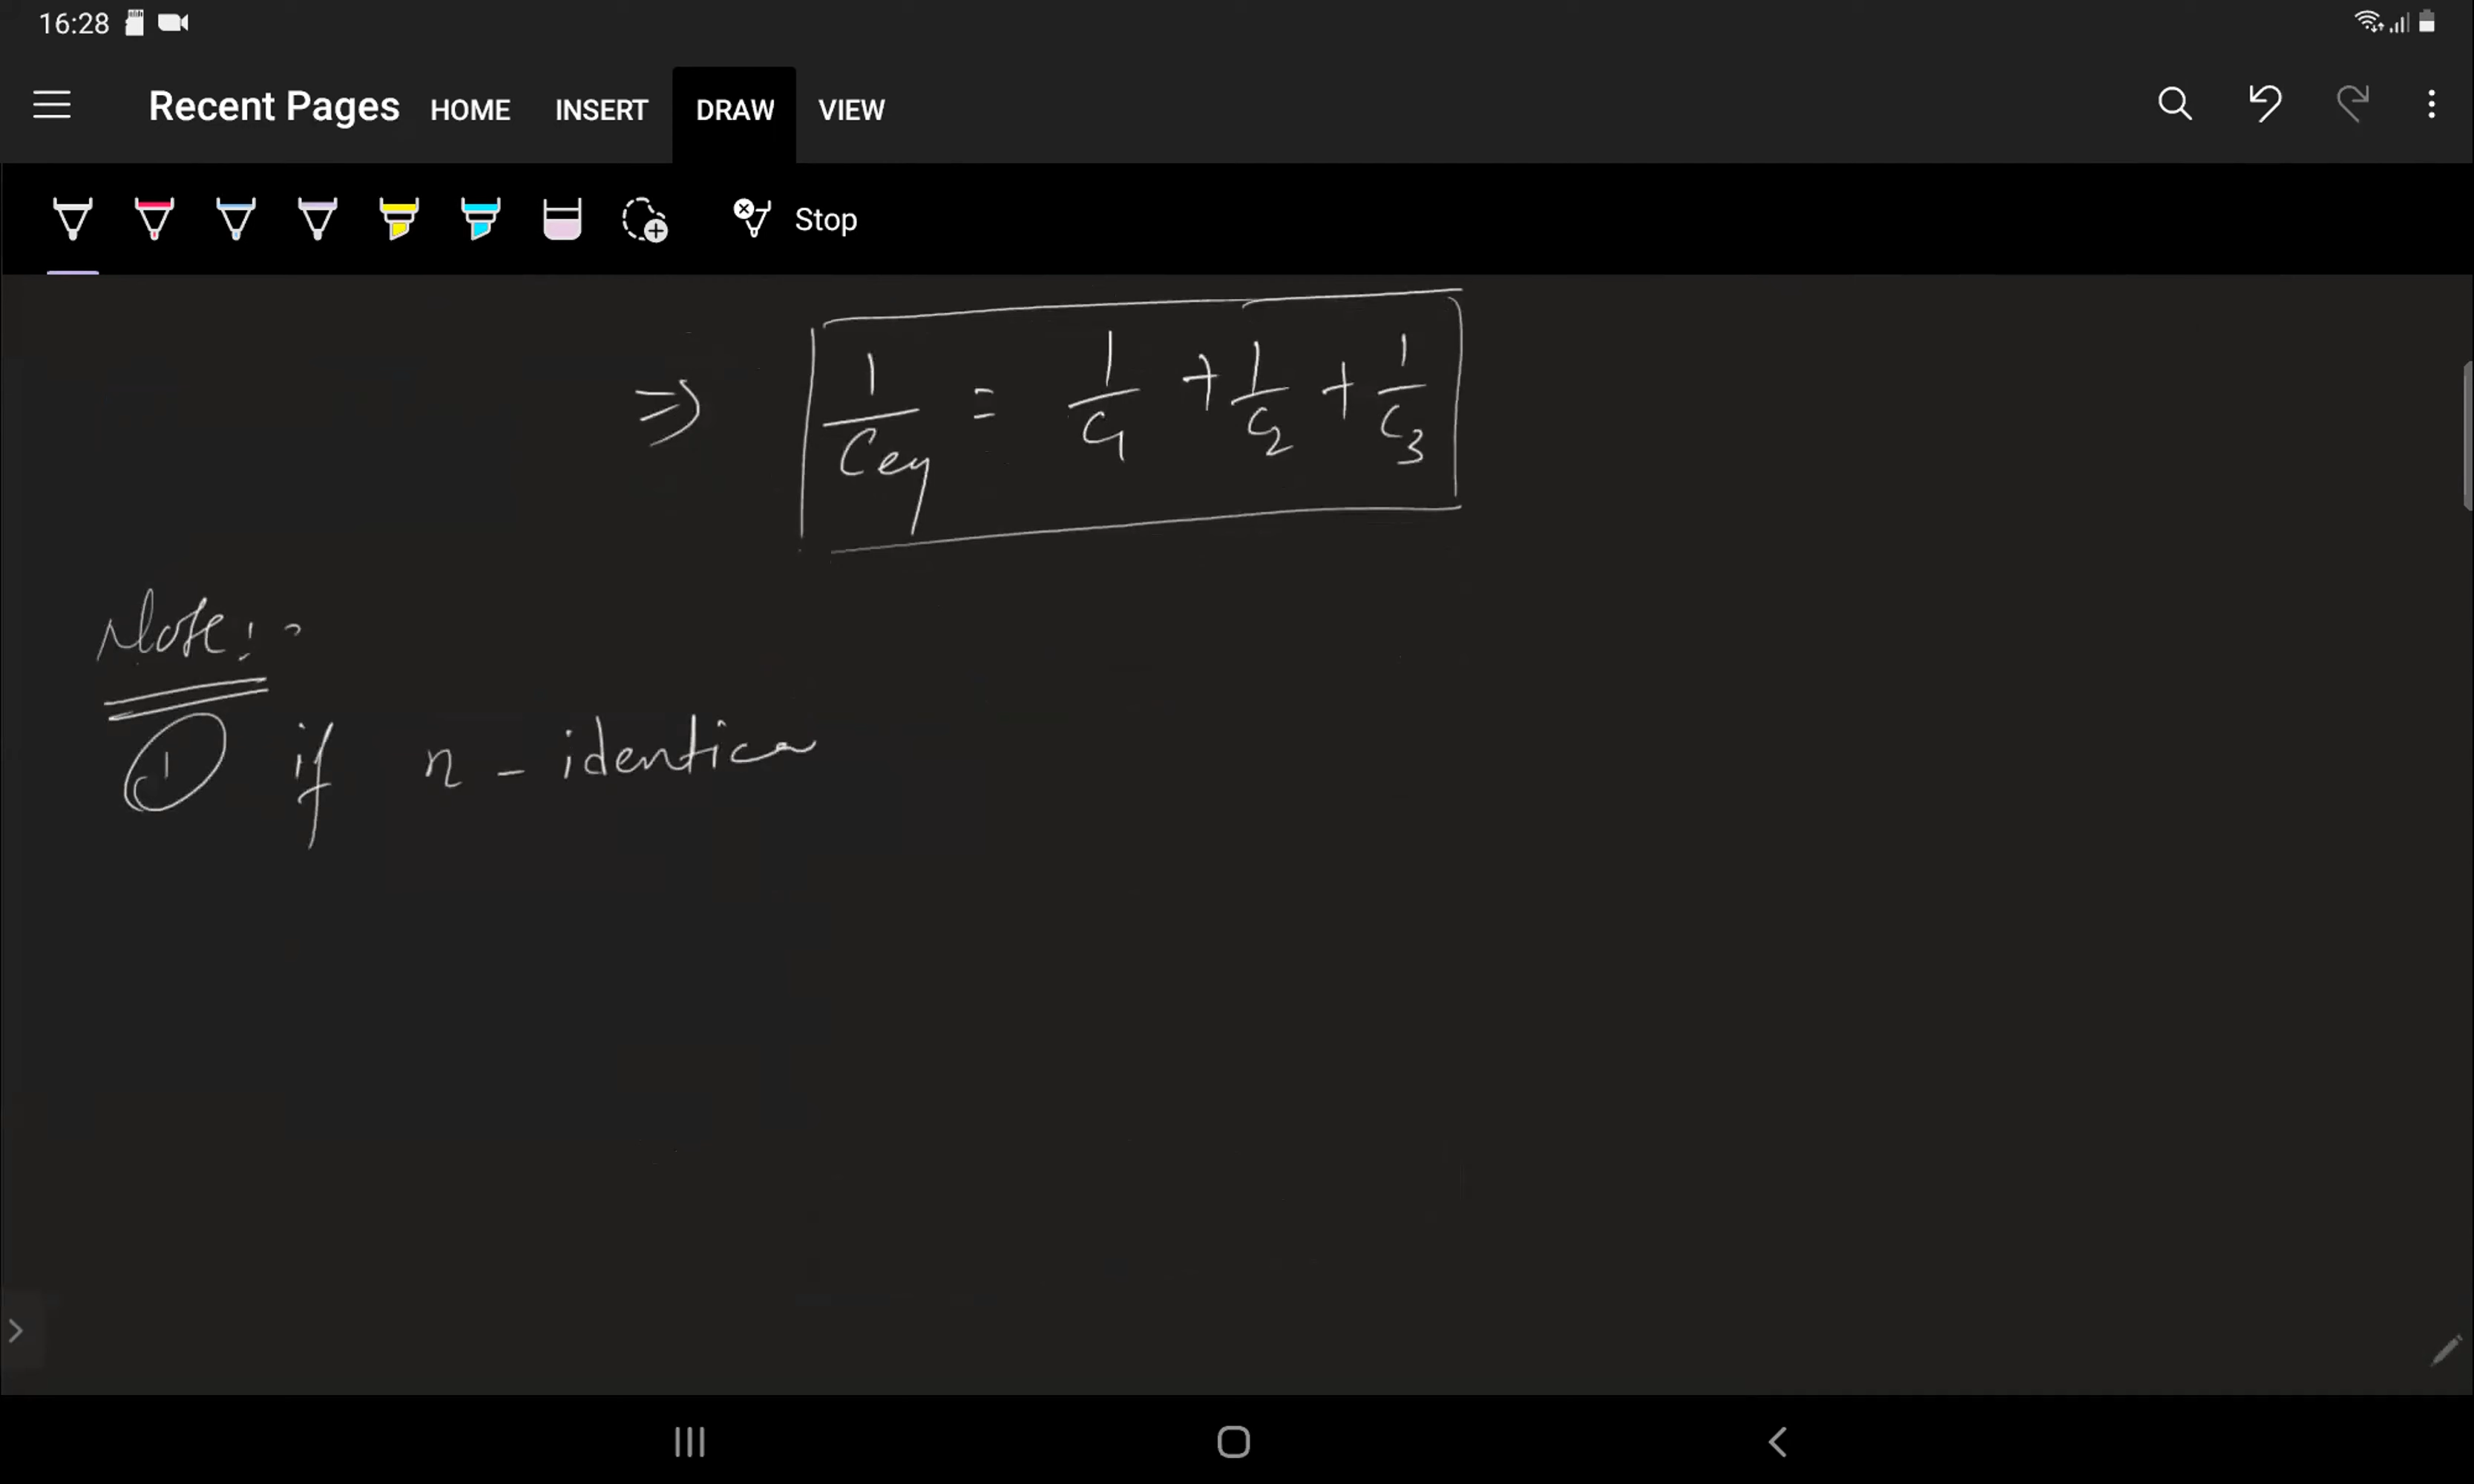 16:28
Recent Pages HOME INSERT DRAW VIEW
Stop
⇒ 1/Ceq = 1/C1 + 1/C2 + 1/C3
Note:-
① if n - identica